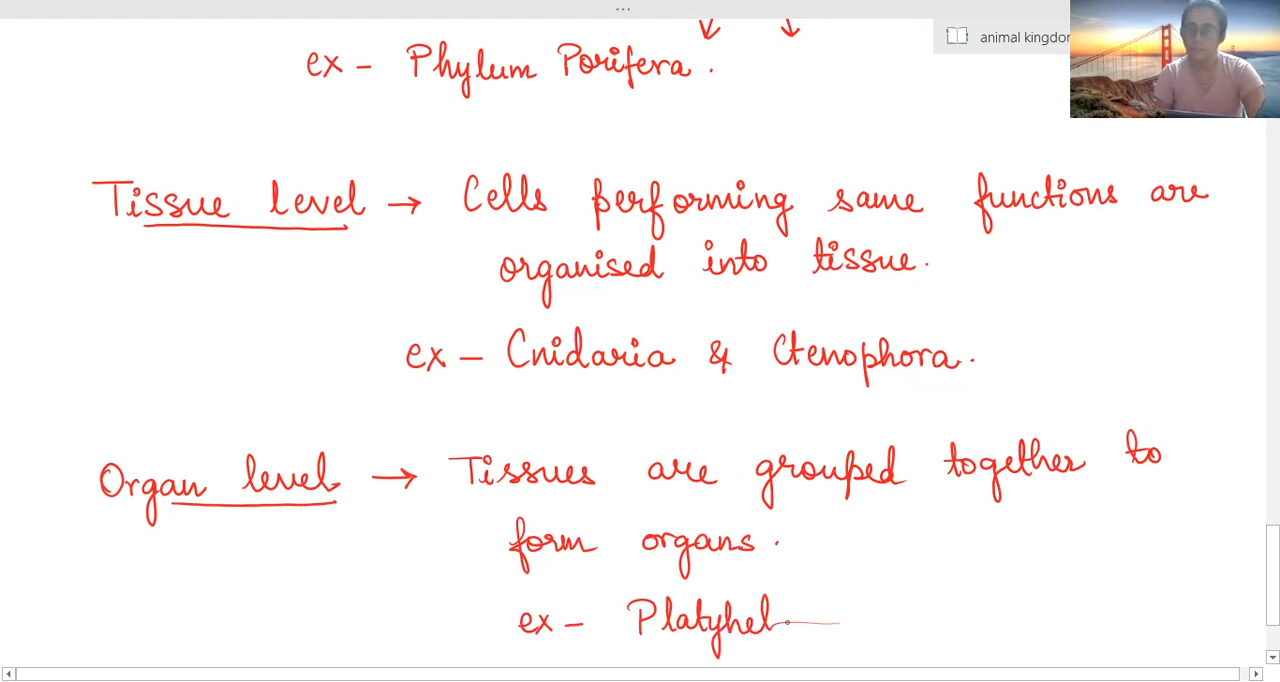 animal kingdom
ex - Phylum Porifera.
Tissue level → Cells performing same functions are
organised into tissue.
ex - Cnidaria & Ctenophora.
Organ level → Tissues are grouped together to
form organs.
ex - Platyhel